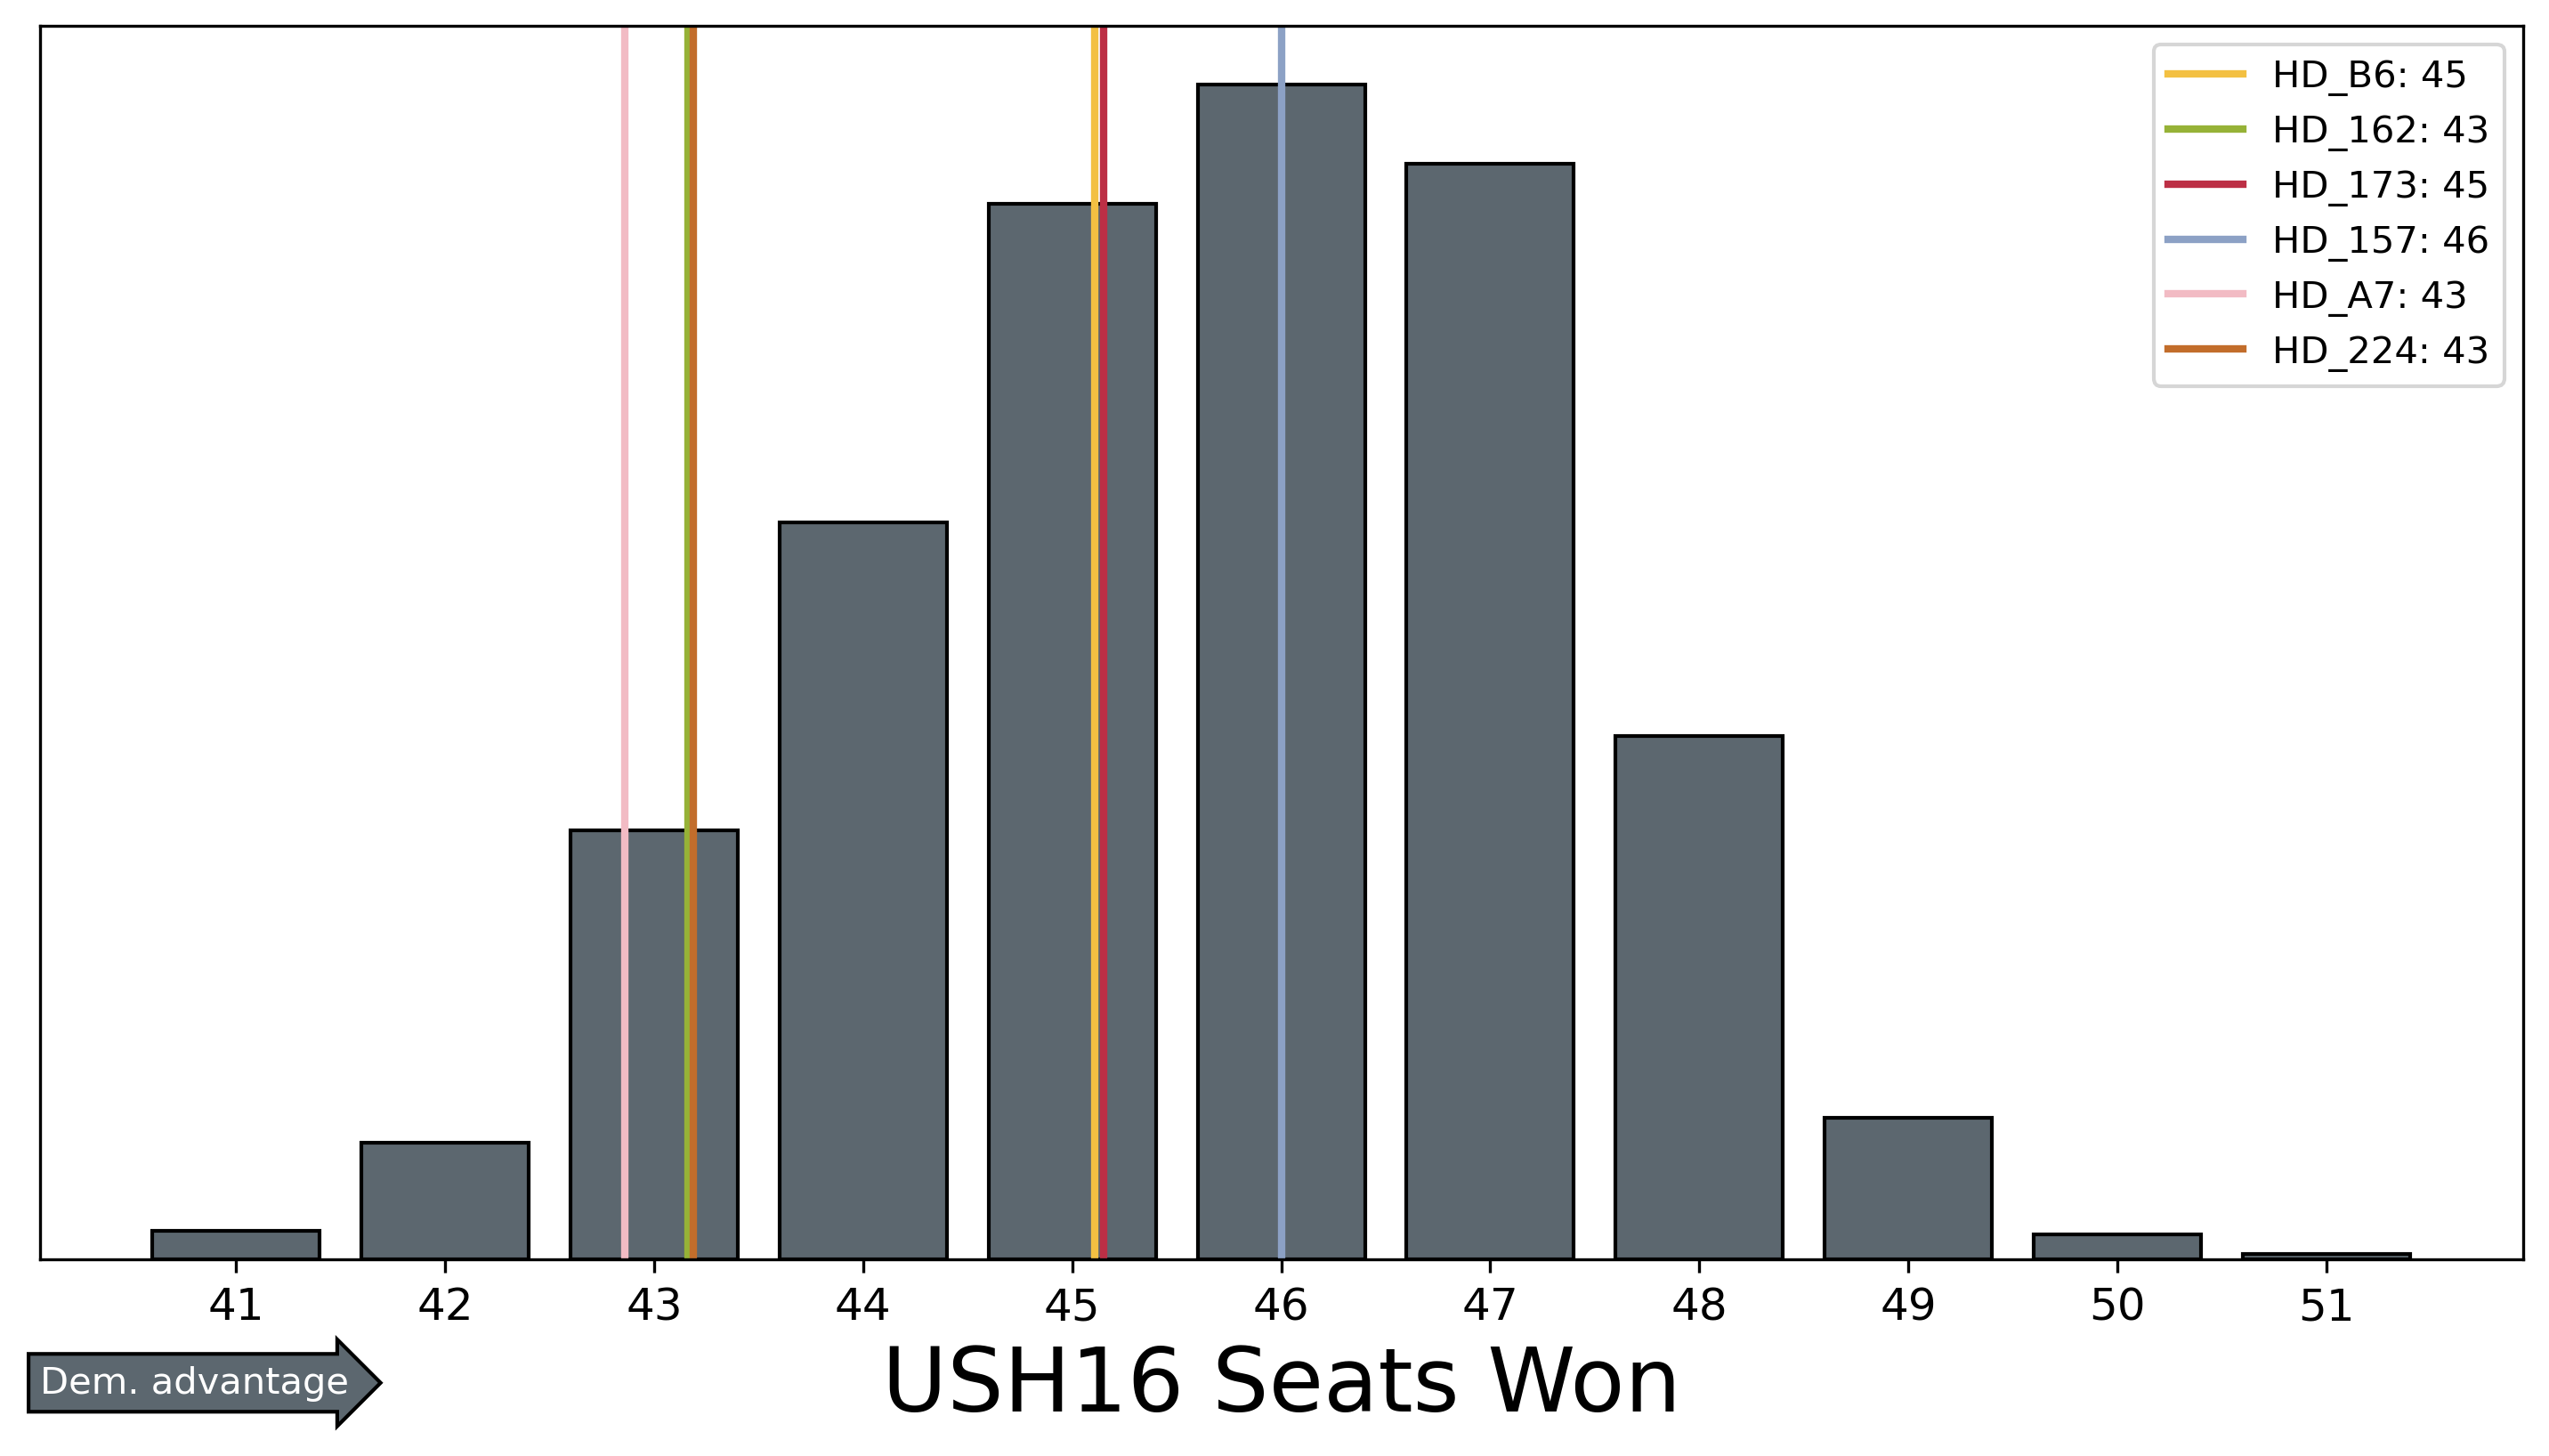 HD_B6: 45
HD_162: 43
HD_173: 45
HD_157: 46
HD_A7: 43
HD_224: 43
41 42 43 44 45 46 47 48 49 50 51
Dem. advantage
USH16 Seats Won